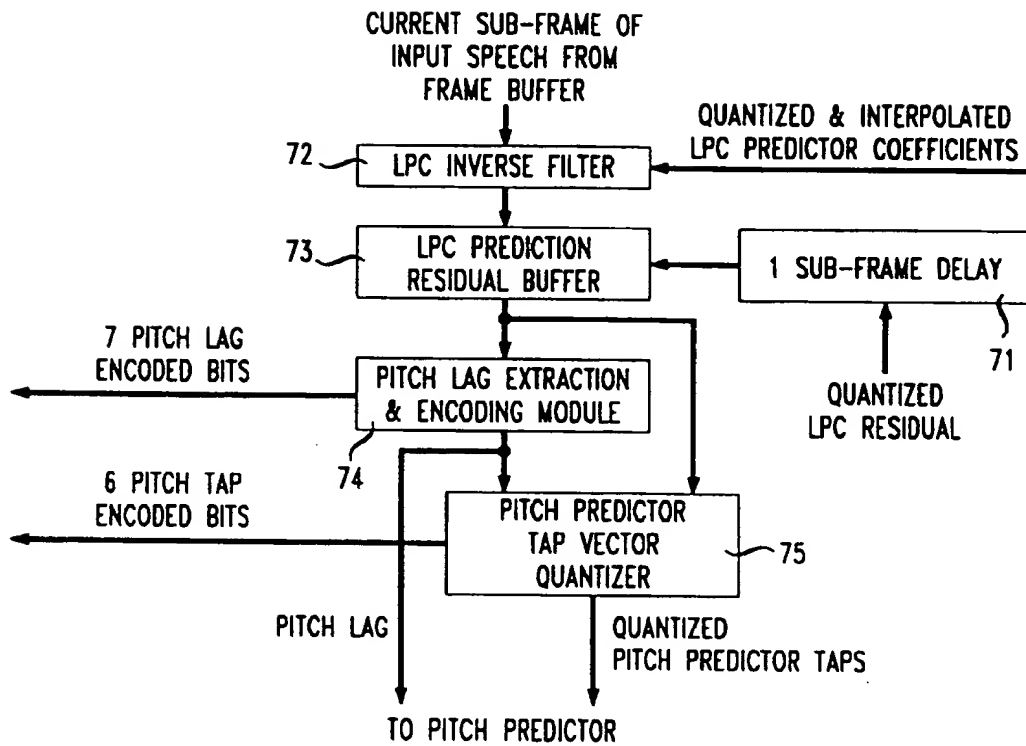 CURRENT SUB-FRAME OF
INPUT SPEECH FROM
FRAME BUFFER
QUANTIZED & INTERPOLATED
LPC PREDICTOR COEFFICIENTS
72
LPC INVERSE FILTER
73
LPC PREDICTION
RESIDUAL BUFFER
1 SUB-FRAME DELAY
71
QUANTIZED
LPC RESIDUAL
7 PITCH LAG
ENCODED BITS
PITCH LAG EXTRACTION
& ENCODING MODULE
74
6 PITCH TAP
ENCODED BITS
PITCH PREDICTOR
TAP VECTOR
QUANTIZER
75
PITCH LAG
QUANTIZED
PITCH PREDICTOR TAPS
TO PITCH PREDICTOR